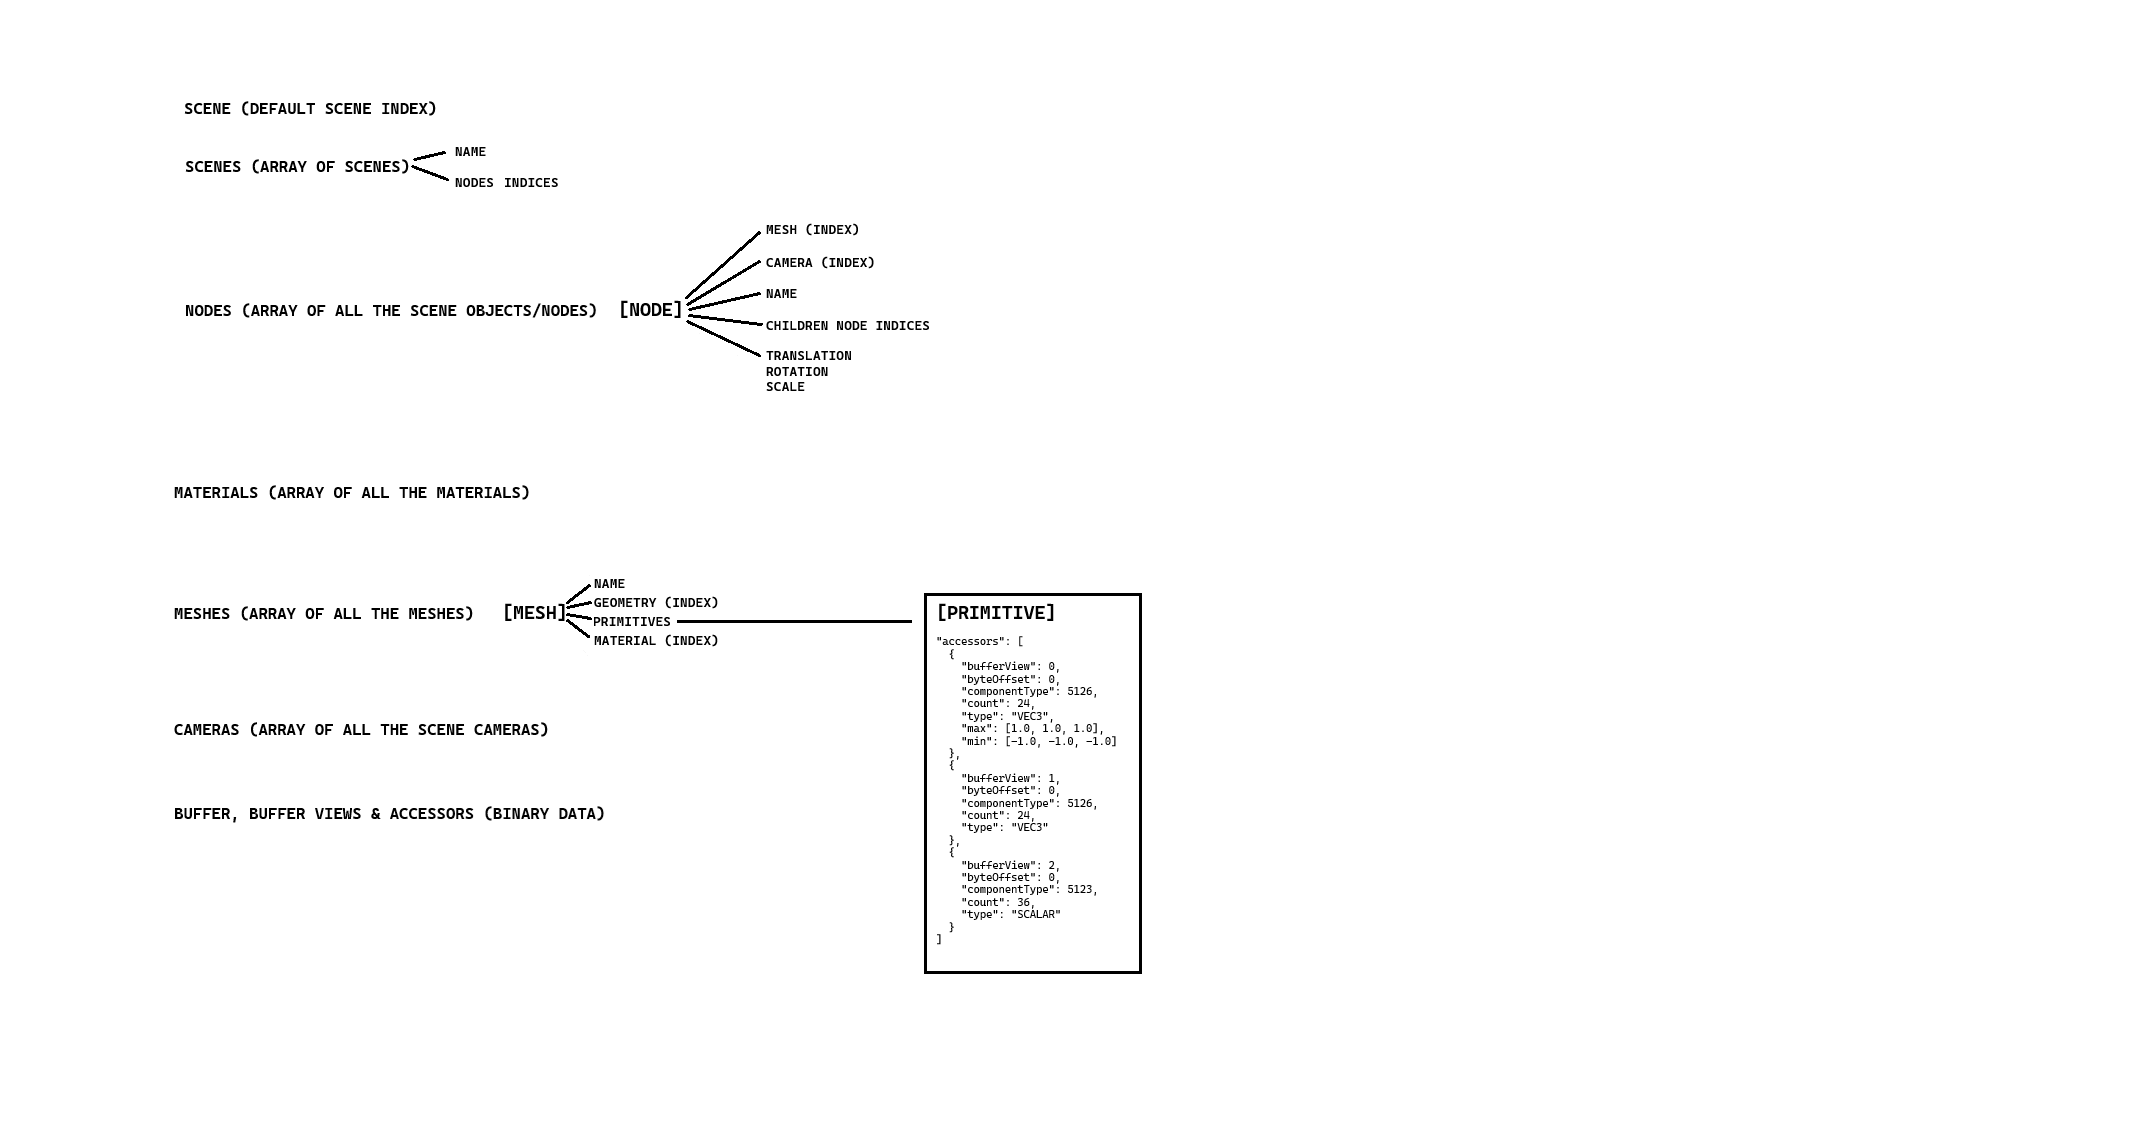 SCENE (DEFAULT SCENE INDEX)
SCENES (ARRAY OF SCENES)
NAME
NODES INDICES
NODES (ARRAY OF ALL THE SCENE OBJECTS/NODES)
[NODE]
MESH (INDEX)
CAMERA (INDEX)
NAME
CHILDREN NODE INDICES
TRANSLATION
ROTATION
SCALE
MATERIALS (ARRAY OF ALL THE MATERIALS)
MESHES (ARRAY OF ALL THE MESHES)
[MESH]
NAME
GEOMETRY (INDEX)
PRIMITIVES
MATERIAL (INDEX)
[PRIMITIVE]
"accessors": [
  {
    "bufferView": 0,
    "byteOffset": 0,
    "componentType": 5126,
    "count": 24,
    "type": "VEC3",
    "max": [1.0, 1.0, 1.0],
    "min": [-1.0, -1.0, -1.0]
  },
  {
    "bufferView": 1,
    "byteOffset": 0,
    "componentType": 5126,
    "count": 24,
    "type": "VEC3"
  },
  {
    "bufferView": 2,
    "byteOffset": 0,
    "componentType": 5123,
    "count": 36,
    "type": "SCALAR"
  }
]
CAMERAS (ARRAY OF ALL THE SCENE CAMERAS)
BUFFER, BUFFER VIEWS & ACCESSORS (BINARY DATA)